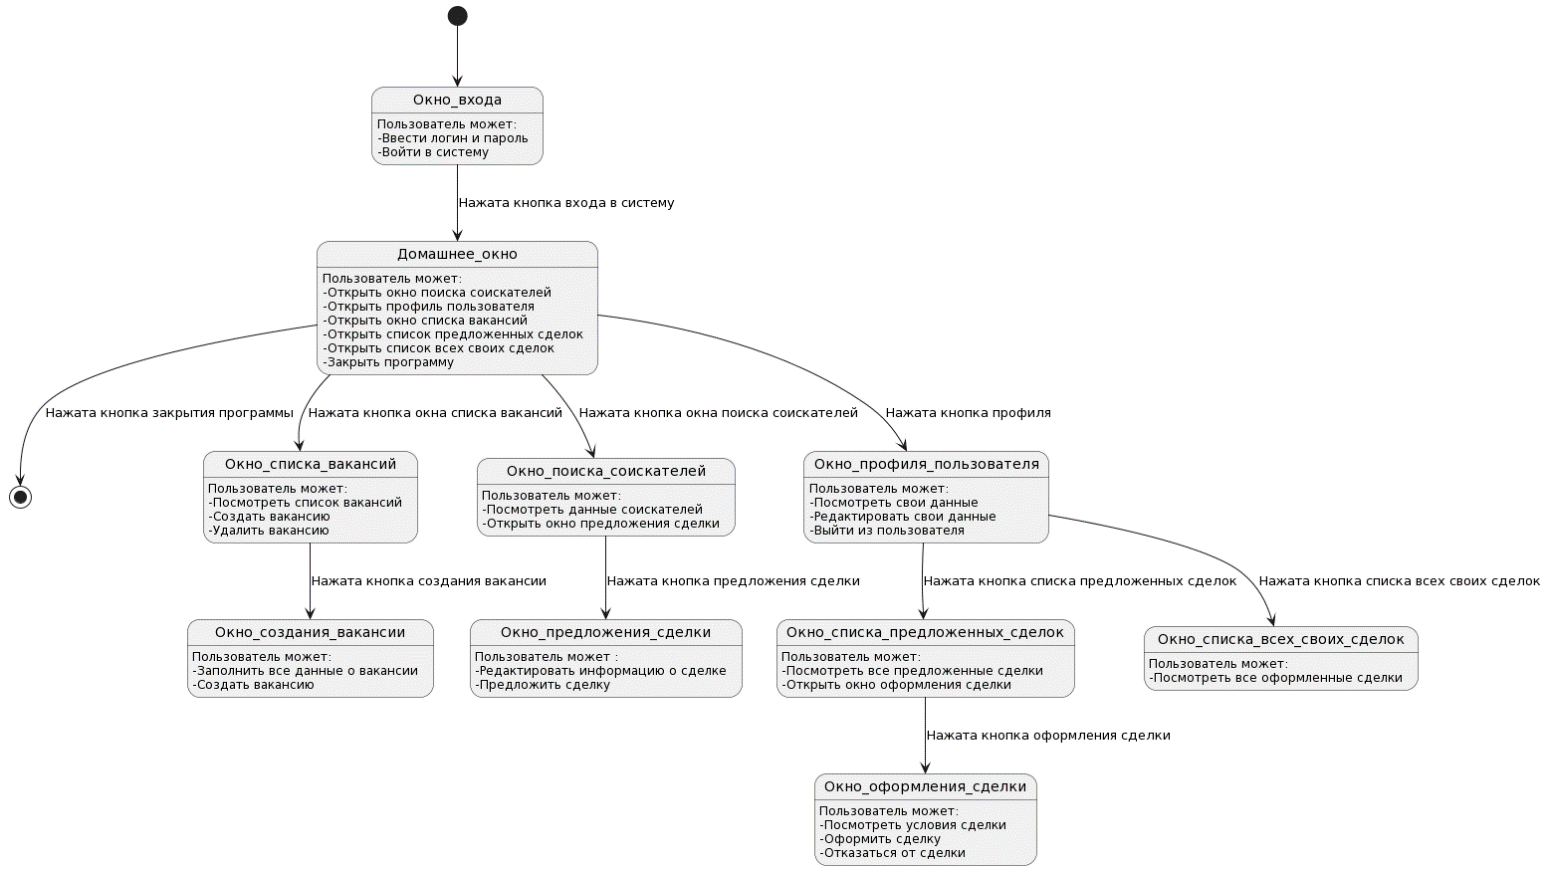 Окно_входа
Пользователь может:
-Ввести логин и пароль
-Войти в систему
Нажата кнопка входа в систему
Домашнее_окно
Пользователь может:
-Открыть окно поиска соискателей
-Открыть профиль пользователя
-Открыть окно списка вакансий
-Открыть список предложенных сделок
-Открыть список всех своих сделок
-Закрыть программу
Нажата кнопка закрытия программы
Нажата кнопка окна списка вакансий
Нажата кнопка окна поиска соискателей
Нажата кнопка профиля
Окно_списка_вакансий
Пользователь может:
-Посмотреть список вакансий
-Создать вакансию
-Удалить вакансию
Окно_поиска_соискателей
Пользователь может:
-Посмотреть данные соискателей
-Открыть окно предложения сделки
Окно_профиля_пользователя
Пользователь может:
-Посмотреть свои данные
-Редактировать свои данные
-Выйти из пользователя
Нажата кнопка создания вакансии
Нажата кнопка предложения сделки
Нажата кнопка списка предложенных сделок
Нажата кнопка списка всех своих сделок
Окно_создания_вакансии
Пользователь может:
-Заполнить все данные о вакансии
-Создать вакансию
Окно_предложения_сделки
Пользователь может :
-Редактировать информацию о сделке
-Предложить сделку
Окно_списка_предложенных_сделок
Пользователь может:
-Посмотреть все предложенные сделки
-Открыть окно оформления сделки
Окно_списка_всех_своих_сделок
Пользователь может:
-Посмотреть все оформленные сделки
Нажата кнопка оформления сделки
Окно_оформления_сделки
Пользователь может:
-Посмотреть условия сделки
-Оформить сделку
-Отказаться от сделки